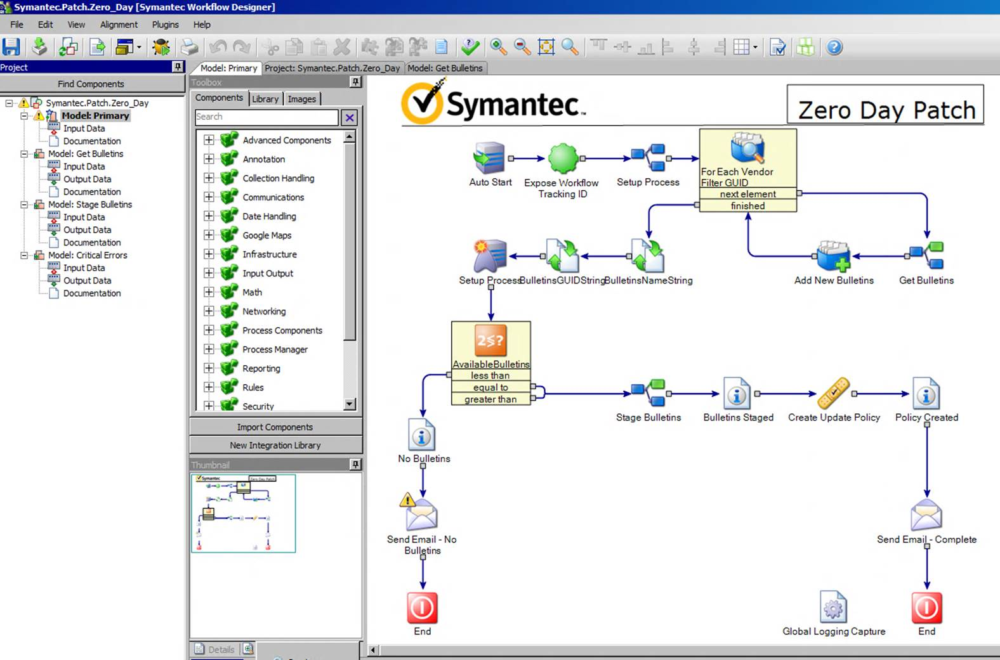 Symantec.Patch.Zero_Day [Symantec Workflow Designer]
File Edit View Alignment Plugins Help
Project
Find Components
Symantec.Patch.Zero_Day
Model: Primary
Input Data
Documentation
Model: Get Bulletins
Input Data
Output Data
Documentation
Model: Stage Bulletins
Input Data
Output Data
Documentation
Model: Critical Errors
Input Data
Output Data
Documentation
Model: Primary Project: Symantec.Patch.Zero_Day Model: Get Bulletins
Toolbox
Components Library Images
Search
Advanced Components
Annotation
Collection Handling
Communications
Date Handling
Google Maps
Infrastructure
Input Output
Math
Networking
Process Components
Process Manager
Reporting
Rules
Security
Import Components
New Integration Library
Thumbnail
Details
Symantec™
Zero Day Patch
Auto Start
Expose Workflow
Tracking ID
Setup Process
For Each Vendor
Filter GUID
next element
finished
Setup Process
BulletinsGUIDString
BulletinsNameString
Add New Bulletins
Get Bulletins
2≶?
AvailableBulletins
less than
equal to
greater than
Stage Bulletins
Bulletins Staged
Create Update Policy
Policy Created
No Bulletins
Send Email - No
Bulletins
End
Send Email - Complete
Global Logging Capture
End